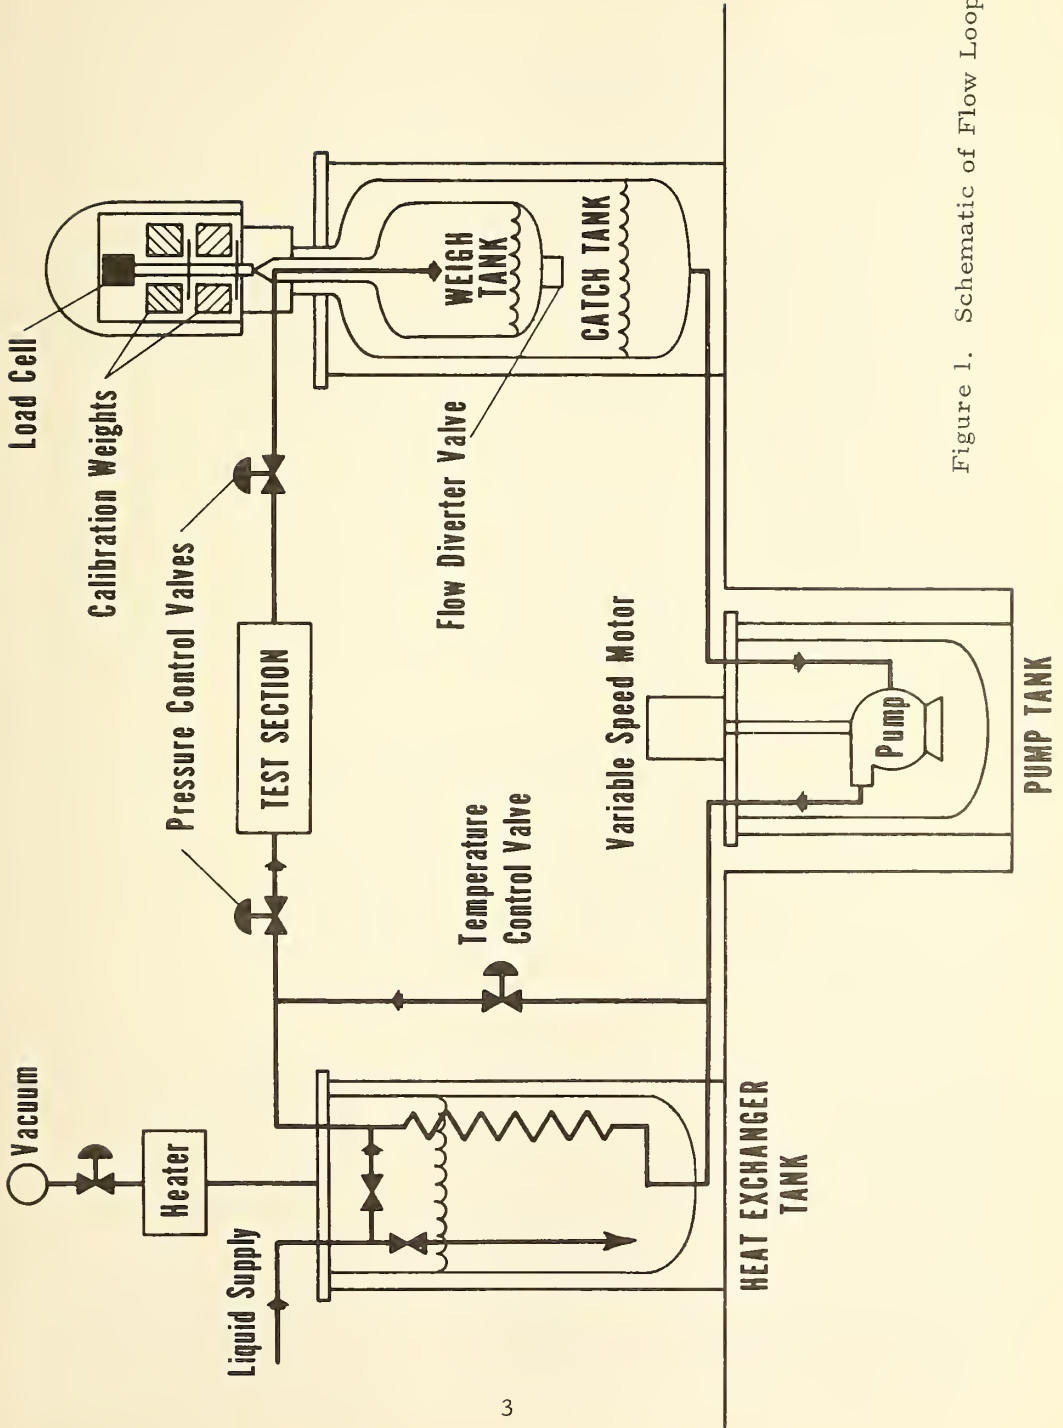 Vacuum
Heater
Liquid Supply
HEAT EXCHANGER
TANK
Temperature
Control Valve
Pressure Control Valves
TEST SECTION
Variable Speed Motor
Pump
PUMP TANK
Load Cell
Calibration Weights
Flow Diverter Valve
WEIGH
TANK
CATCH TANK
Figure 1. Schematic of Flow Loop
3